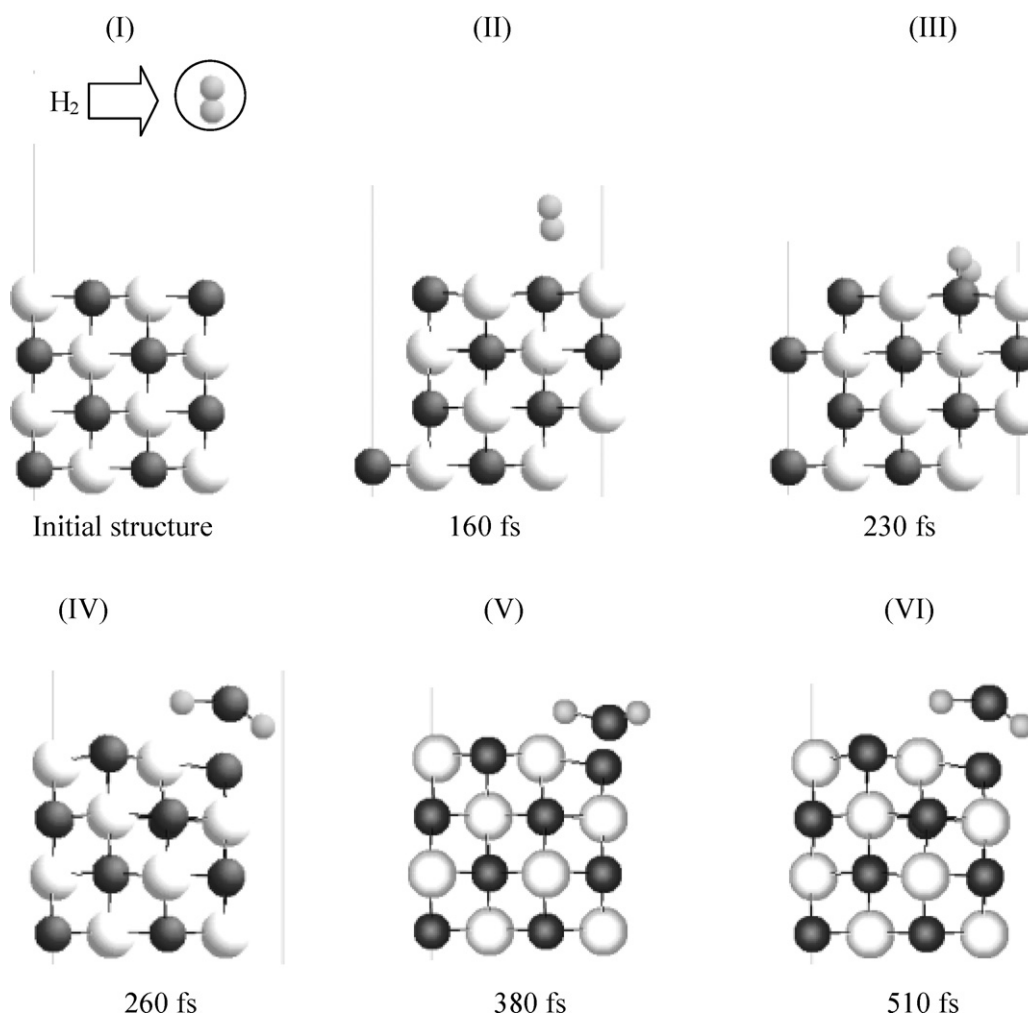 (I)
(II)
(III)
H₂
Initial structure
160 fs
230 fs
(IV)
(V)
(VI)
260 fs
380 fs
510 fs